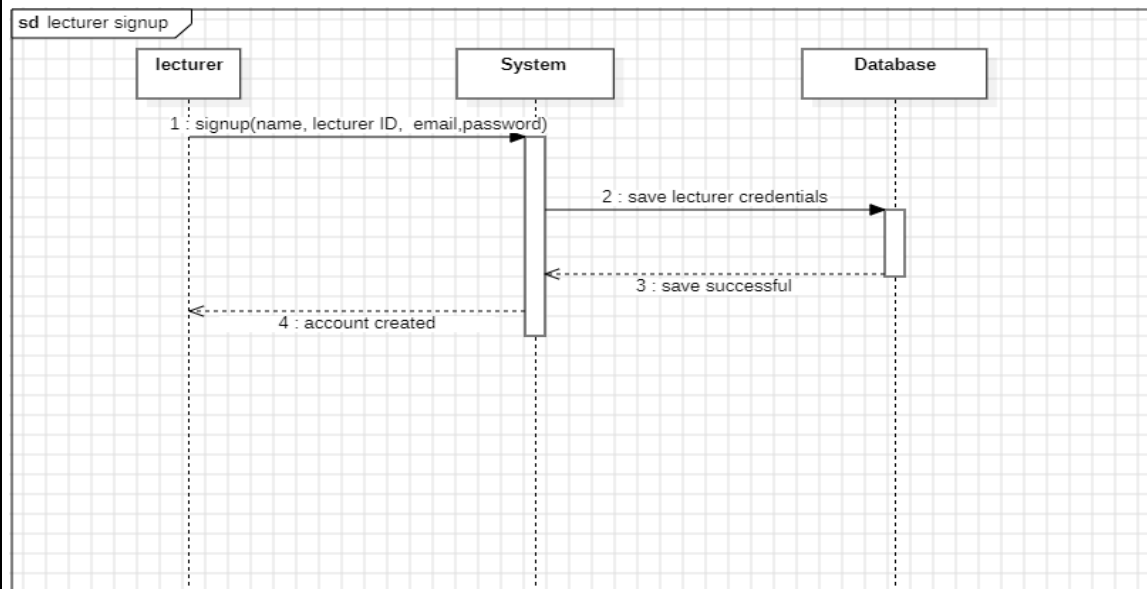 sd lecturer signup
lecturer
System
Database
1 : signup(name, lecturer ID,  email,password)
2 : save lecturer credentials
3 : save successful
4 : account created